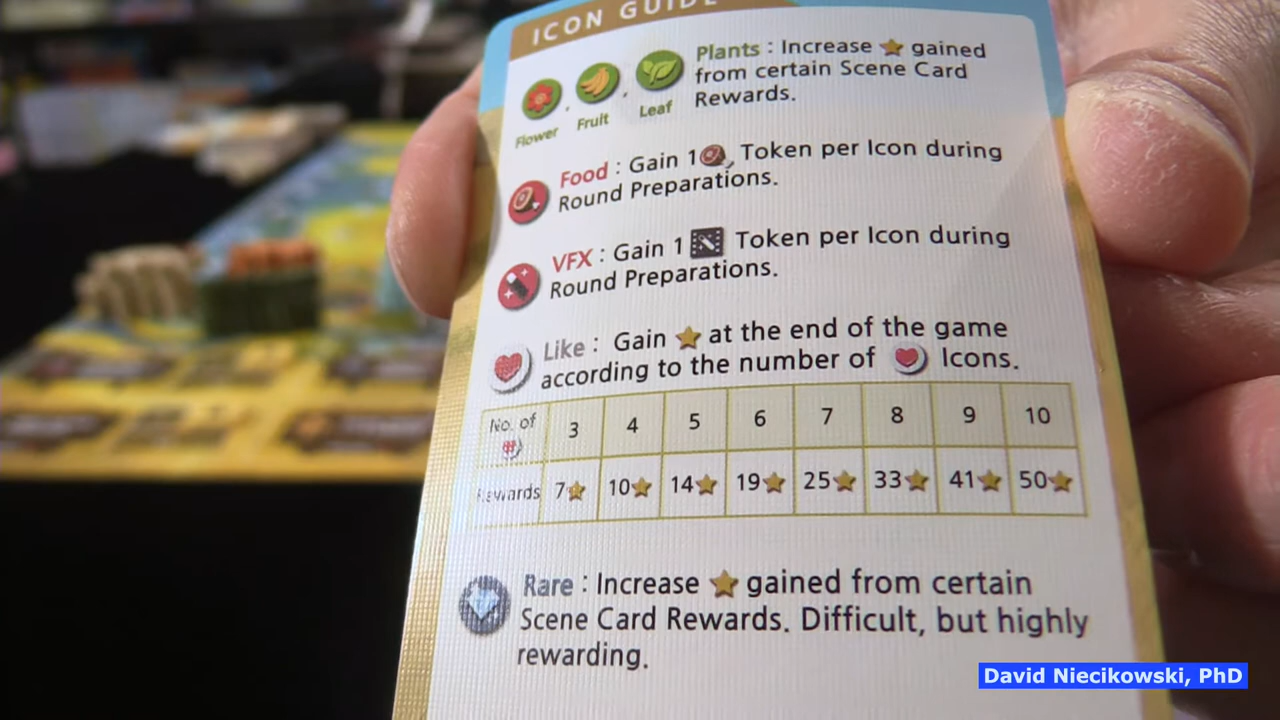 ICON GUIDE
Plants : Increase gained
from certain Scene Card
Rewards.
Flower , Fruit , Leaf
Food : Gain 1 , Token per Icon during
Round Preparations.
VFX : Gain 1 Token per Icon during
Round Preparations.
Like : Gain at the end of the game
according to the number of Icons.
No. of 3 4 5 6 7 8 9 10
Rewards 7 10 14 19 25 33 41 50
Rare : Increase gained from certain
Scene Card Rewards. Difficult, but highly
rewarding.
David Niecikowski, PhD